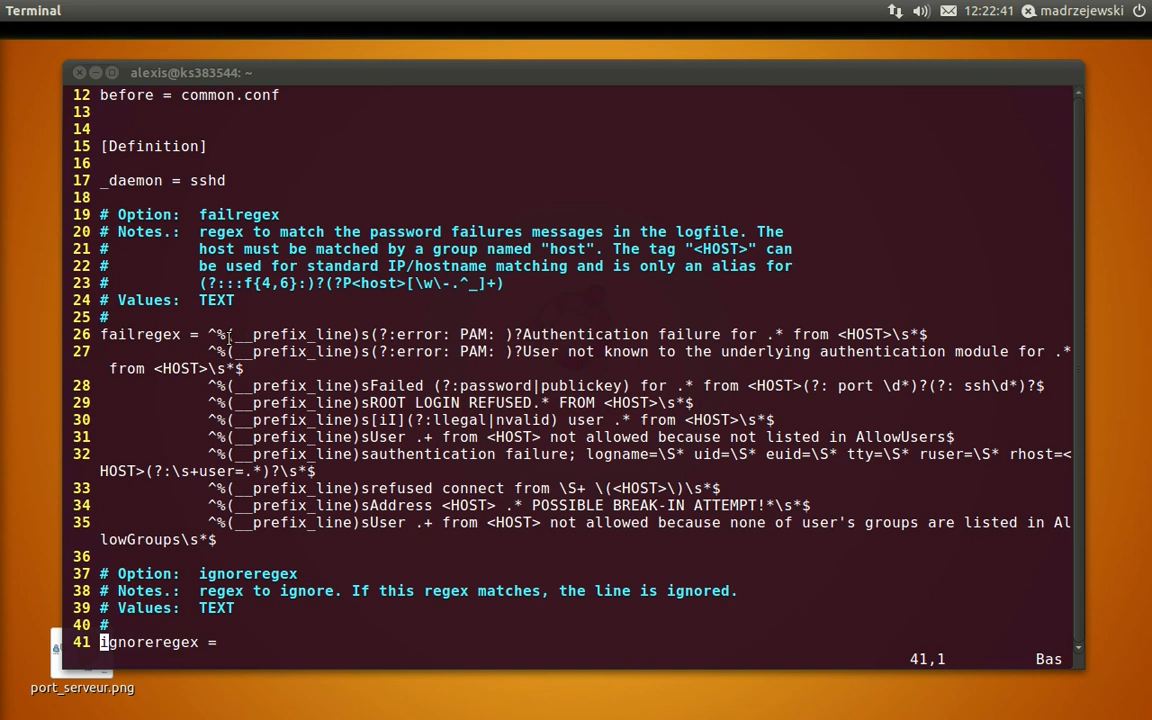 Terminal
12:22:41 madrzejewski
alexis@ks383544: ~
12 before = common.conf
13
14
15 [Definition]
16
17 _daemon = sshd
18
19 # Option:  failregex
20 # Notes.:  regex to match the password failures messages in the logfile. The
21 #          host must be matched by a group named "host". The tag "<HOST>" can
22 #          be used for standard IP/hostname matching and is only an alias for
23 #          (?:::f{4,6}:)?(?P<host>[\w\-.^_]+)
24 # Values:  TEXT
25 #
26 failregex = ^%(__prefix_line)s(?:error: PAM: )?Authentication failure for .* from <HOST>\s*$
27             ^%(__prefix_line)s(?:error: PAM: )?User not known to the underlying authentication module for .*
 from <HOST>\s*$
28             ^%(__prefix_line)sFailed (?:password|publickey) for .* from <HOST>(?: port \d*)?(?: ssh\d*)?$
29             ^%(__prefix_line)sROOT LOGIN REFUSED.* FROM <HOST>\s*$
30             ^%(__prefix_line)s[iI](?:llegal|nvalid) user .* from <HOST>\s*$
31             ^%(__prefix_line)sUser .+ from <HOST> not allowed because not listed in AllowUsers$
32             ^%(__prefix_line)sauthentication failure; logname=\S* uid=\S* euid=\S* tty=\S* ruser=\S* rhost=<
HOST>(?:\s+user=.*)?\s*$
33             ^%(__prefix_line)srefused connect from \S+ \(<HOST>\)\s*$
34             ^%(__prefix_line)sAddress <HOST> .* POSSIBLE BREAK-IN ATTEMPT!*\s*$
35             ^%(__prefix_line)sUser .+ from <HOST> not allowed because none of user's groups are listed in Al
lowGroups\s*$
36
37 # Option:  ignoreregex
38 # Notes.:  regex to ignore. If this regex matches, the line is ignored.
39 # Values:  TEXT
40 #
41 ignoreregex =
41,1 Bas
port_serveur.png